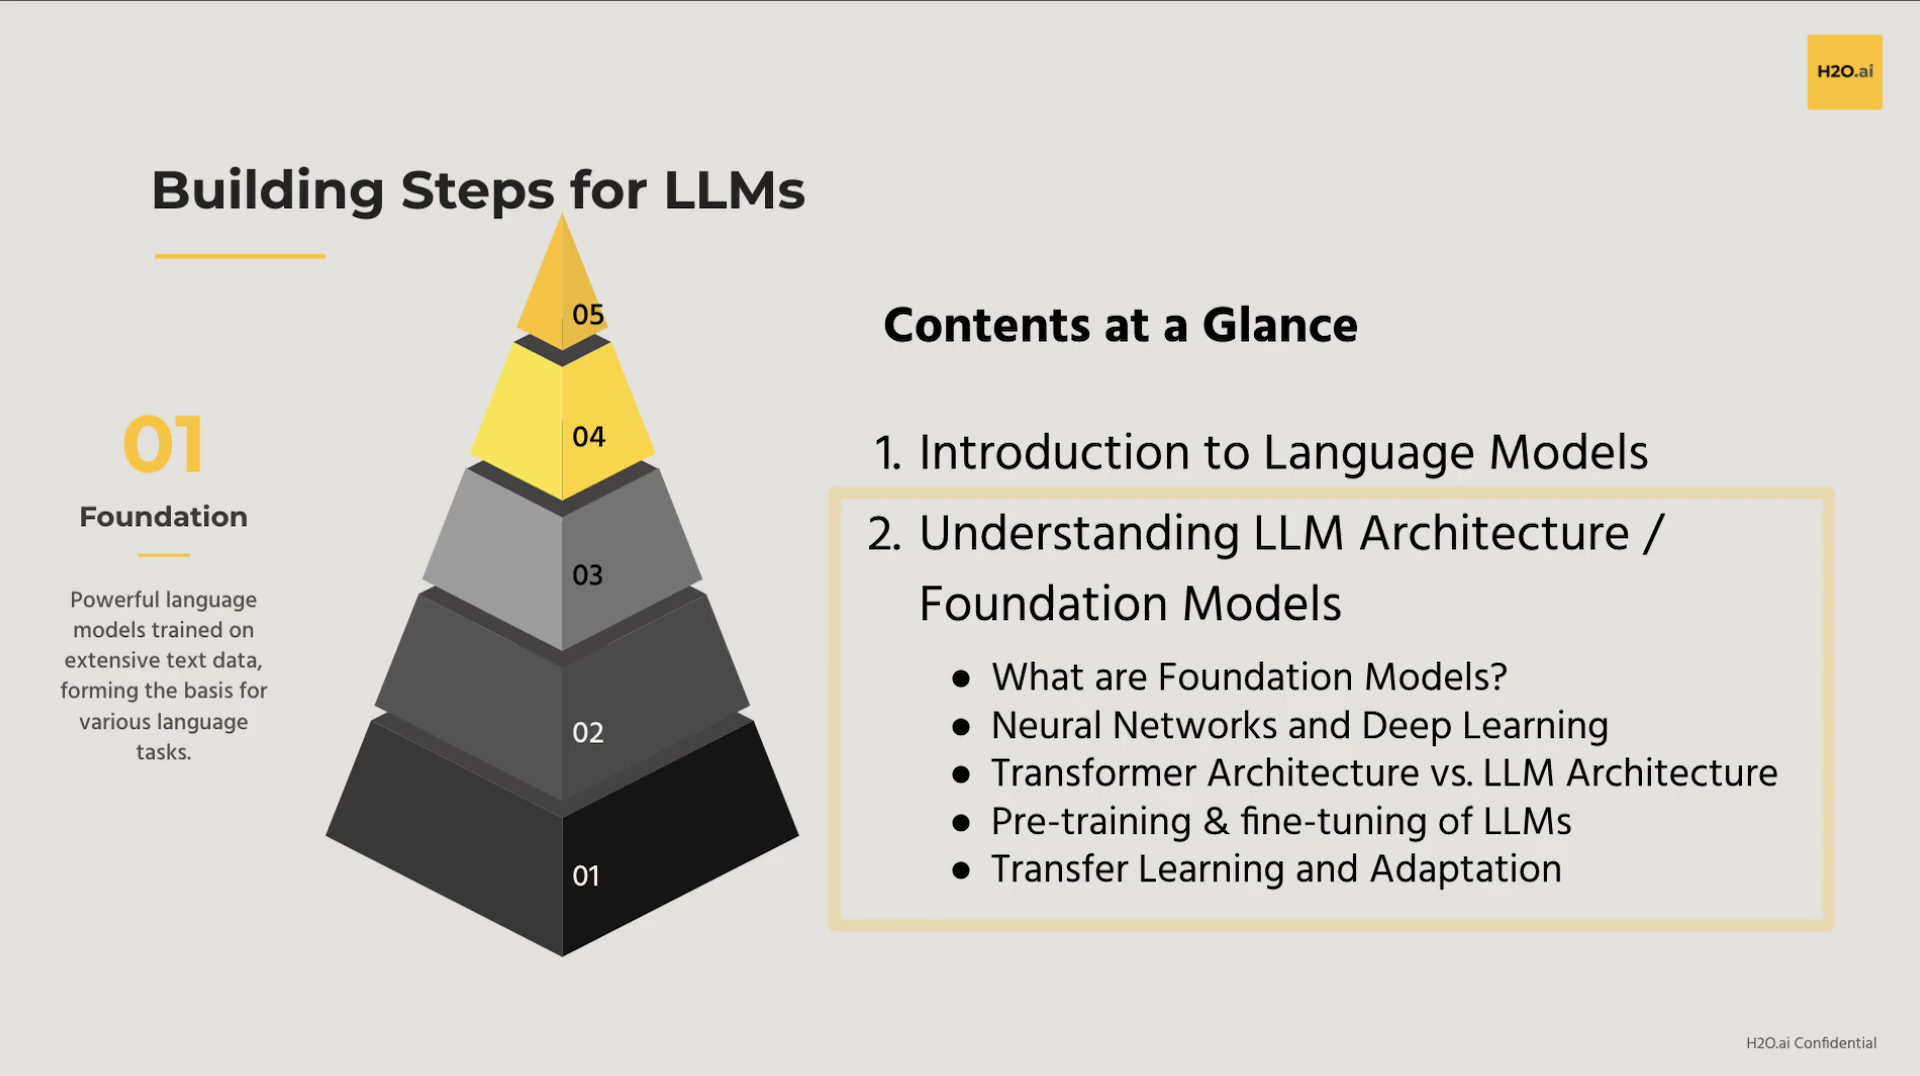 H2O.ai
Building Steps for LLMs
01
Foundation
Powerful language
models trained on
extensive text data,
forming the basis for
various language
tasks.
05
04
03
02
01
Contents at a Glance
1. Introduction to Language Models
2. Understanding LLM Architecture /
Foundation Models
● What are Foundation Models?
● Neural Networks and Deep Learning
● Transformer Architecture vs. LLM Architecture
● Pre-training & fine-tuning of LLMs
● Transfer Learning and Adaptation
H2O.ai Confidential